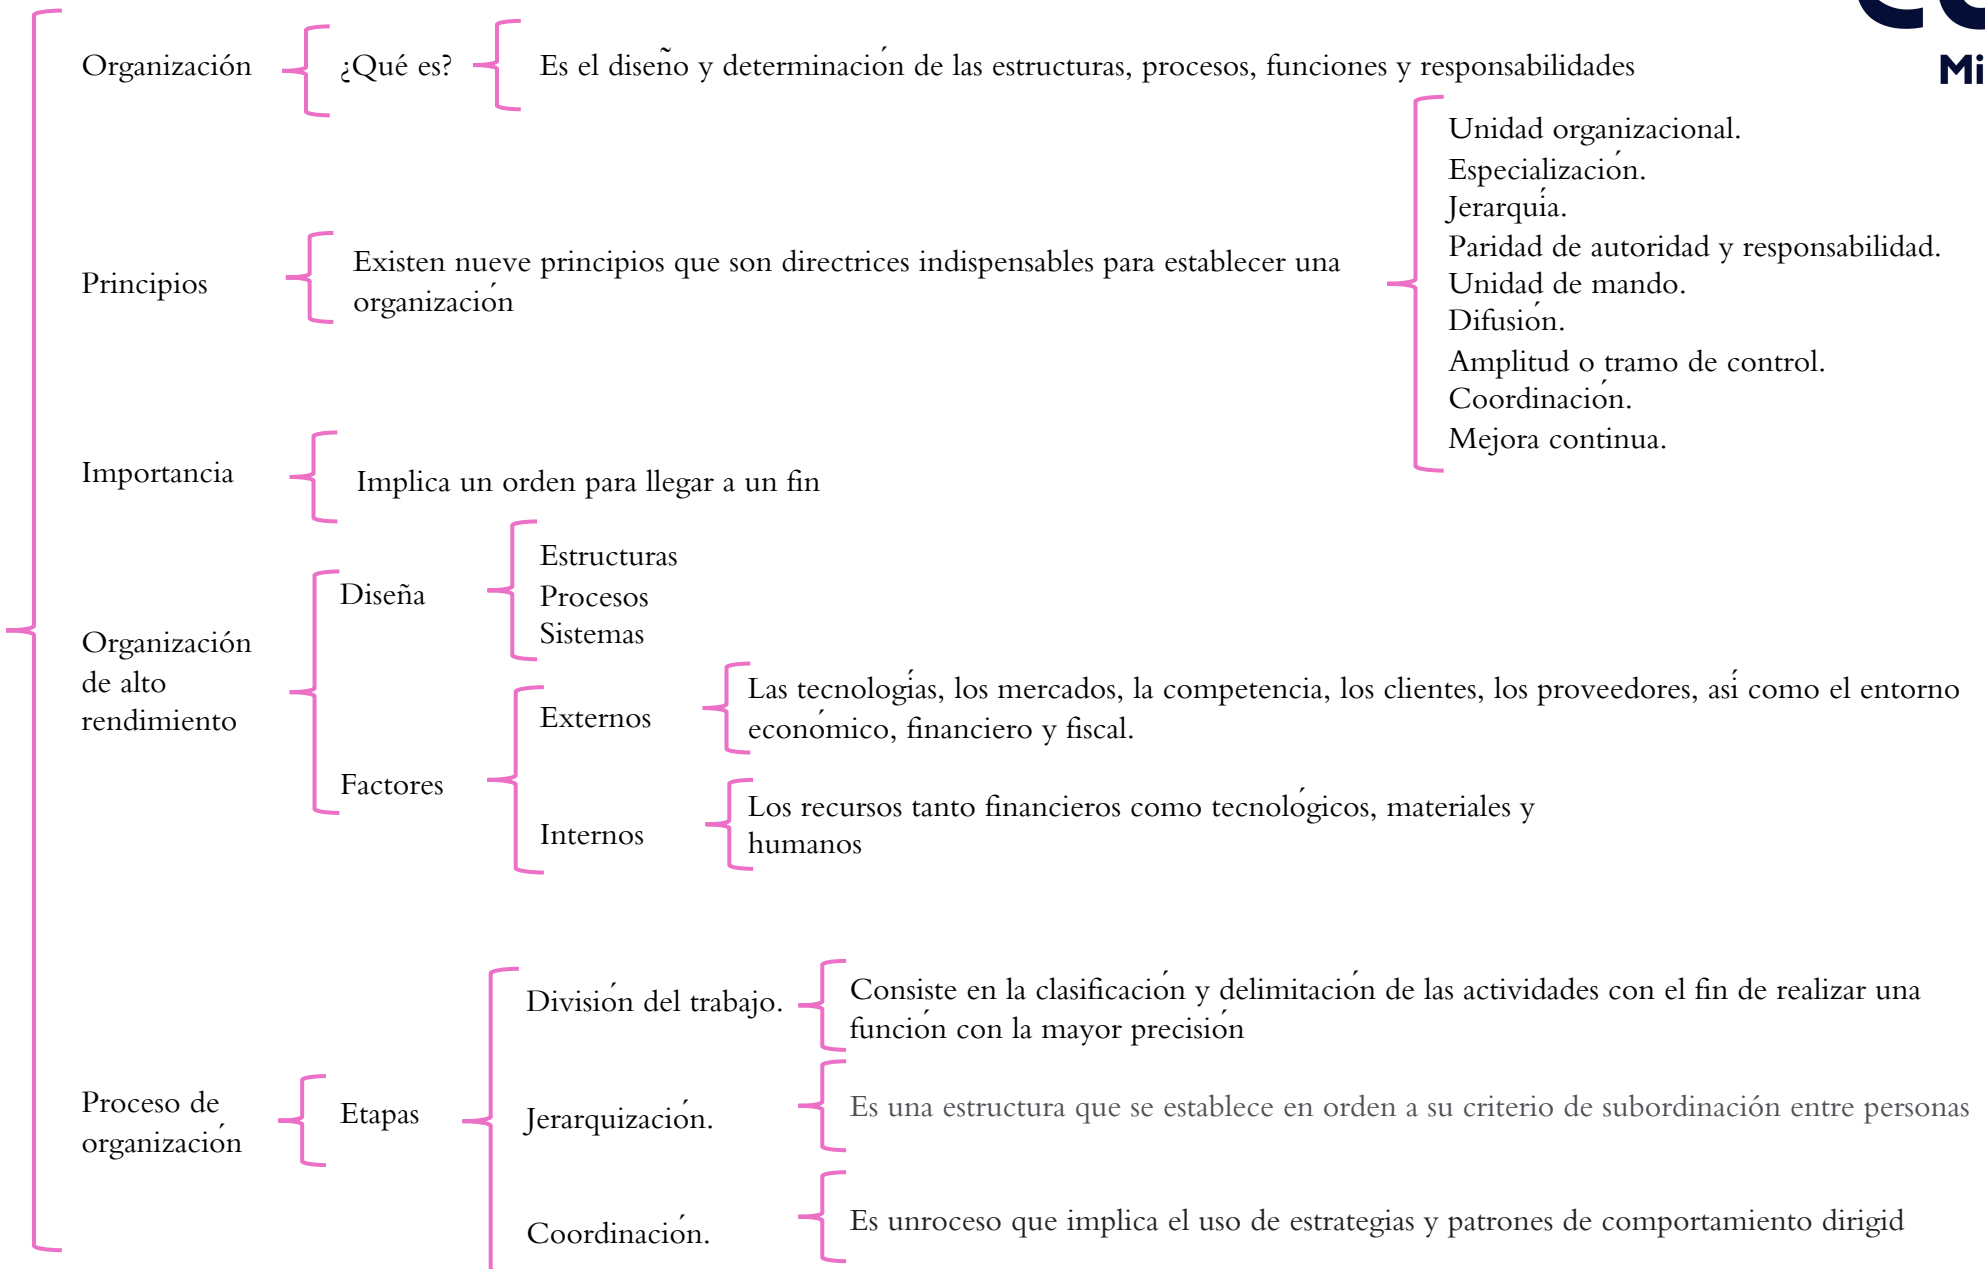 Mi
Organización
¿Qué es?
Es el diseño y determinación de las estructuras, procesos, funciones y responsabilidades
Principios
Existen nueve principios que son directrices indispensables para establecer una
organización
Unidad organizacional.
Especialización.
Jerarquía.
Paridad de autoridad y responsabilidad.
Unidad de mando.
Difusión.
Amplitud o tramo de control.
Coordinación.
Mejora continua.
Importancia
Implica un orden para llegar a un fin
Organización
de alto
rendimiento
Diseña
Estructuras
Procesos
Sistemas
Factores
Externos
Las tecnologías, los mercados, la competencia, los clientes, los proveedores, así como el entorno
económico, financiero y fiscal.
Internos
Los recursos tanto financieros como tecnológicos, materiales y
humanos
Proceso de
organización
Etapas
División del trabajo.
Consiste en la clasificación y delimitación de las actividades con el fin de realizar una
función con la mayor precisión
Jerarquización.
Es una estructura que se establece en orden a su criterio de subordinación entre personas
Coordinación.
Es unroceso que implica el uso de estrategias y patrones de comportamiento dirigid